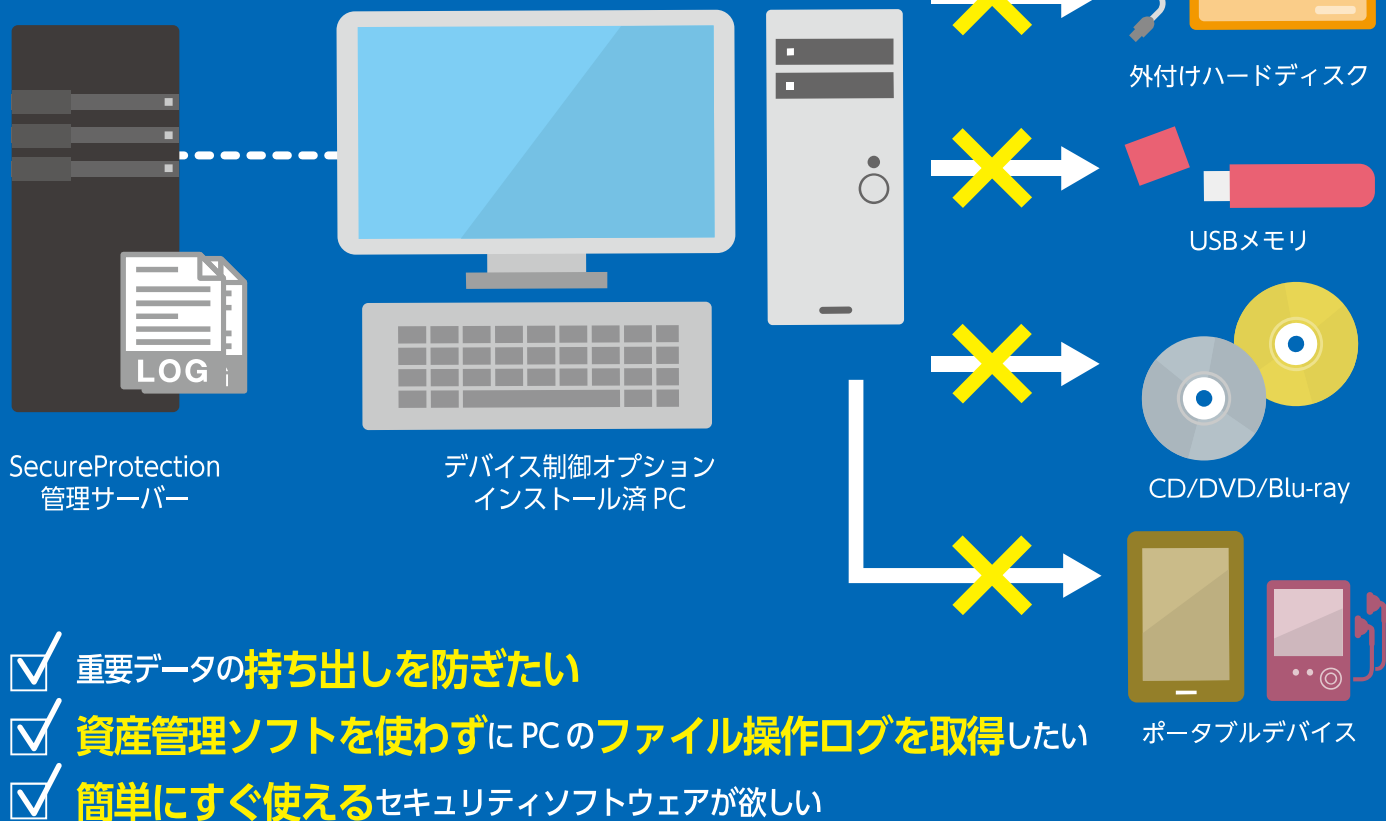 外付けハードディスク
USBメモリ
LOG
SecureProtection
管理サーバー
デバイス制御オプション
インストール済 PC
CD/DVD/Blu-ray
ポータブルデバイス
重要データの持ち出しを防ぎたい
資産管理ソフトを使わずに PC のファイル操作ログを取得したい
簡単にすぐ使えるセキュリティソフトウェアが欲しい